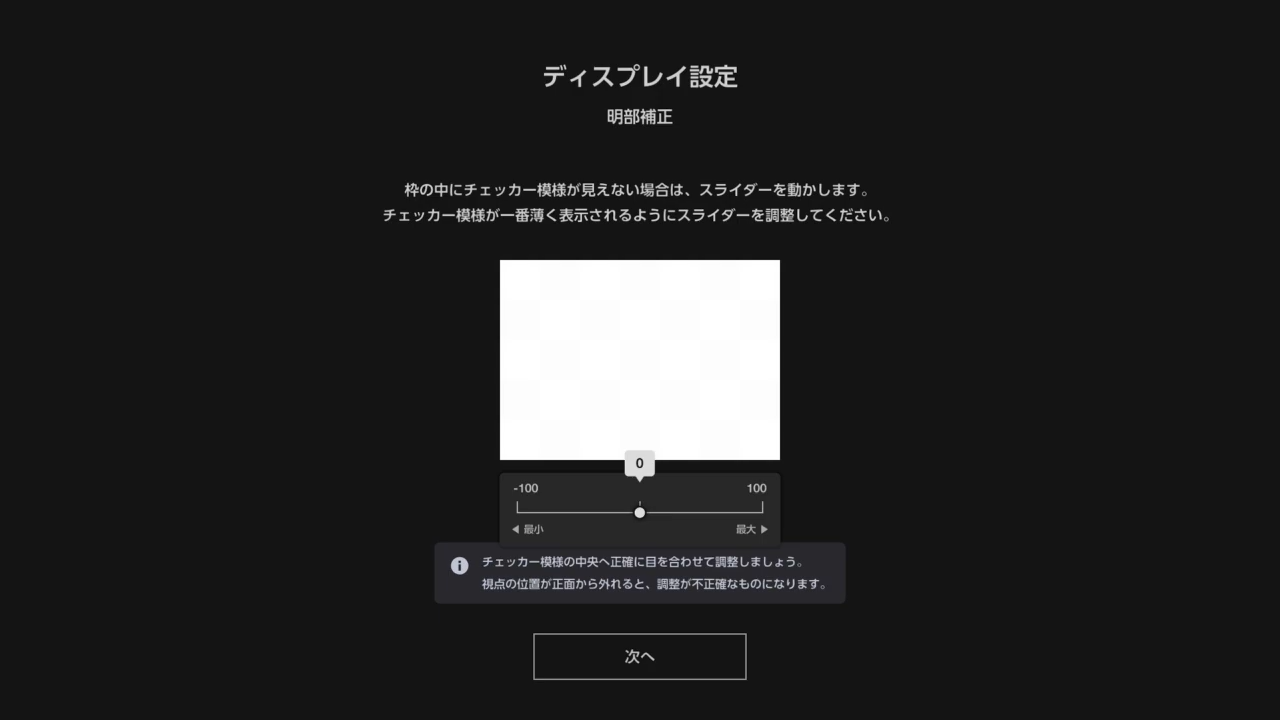 ディスプレイ設定
明部補正
枠の中にチェッカー模様が見えない場合は、スライダーを動かします。
チェッカー模様が一番薄く表示されるようにスライダーを調整してください。
0
-100 100
◀ 最小 最大 ▶
チェッカー模様の中央へ正確に目を合わせて調整しましょう。
視点の位置が正面から外れると、調整が不正確なものになります。
次へ